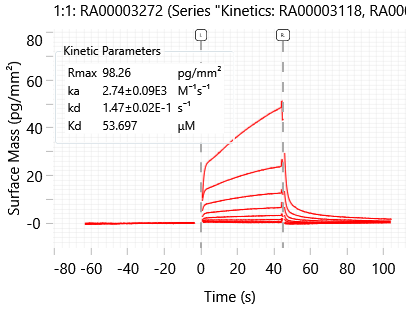 1:1: RA00003272 (Series "Kinetics: RA00003118, RA00
80
Kinetic Parameters
Rmax 98.26 pg/mm²
ka 2.74±0.09E3 M⁻¹s⁻¹
kd 1.47±0.02E-1 s⁻¹
Kd 53.697 µM
60
40
20
-0
Surface Mass (pg/mm²)
L
R
-80 -60 -40 -20 0 20 40 60 80 100
Time (s)